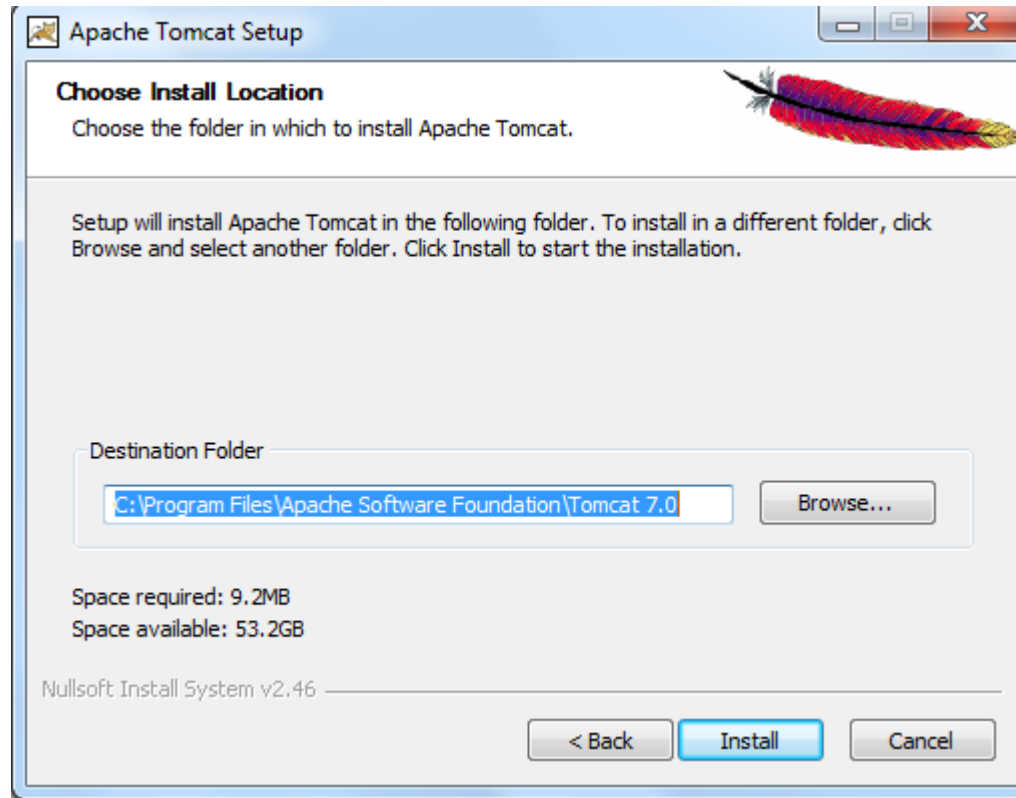 Apache Tomcat Setup
Choose Install Location
Choose the folder in which to install Apache Tomcat.
Setup will install Apache Tomcat in the following folder. To install in a different folder, click
Browse and select another folder. Click Install to start the installation.
Destination Folder
C:\Program Files\Apache Software Foundation\Tomcat 7.0
Browse...
Space required: 9.2MB
Space available: 53.2GB
Nullsoft Install System v2.46
< Back Install Cancel